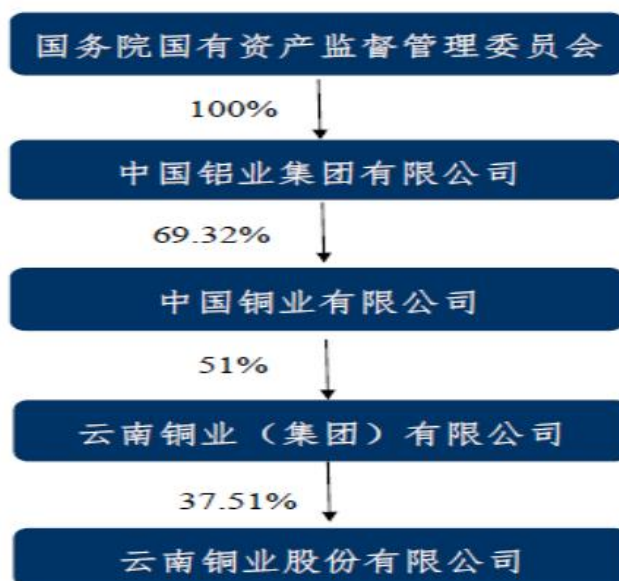 国务院国有资产监督管理委员会
100%
中国铝业集团有限公司
69.32%
中国铜业有限公司
51%
云南铜业（集团）有限公司
37.51%
云南铜业股份有限公司